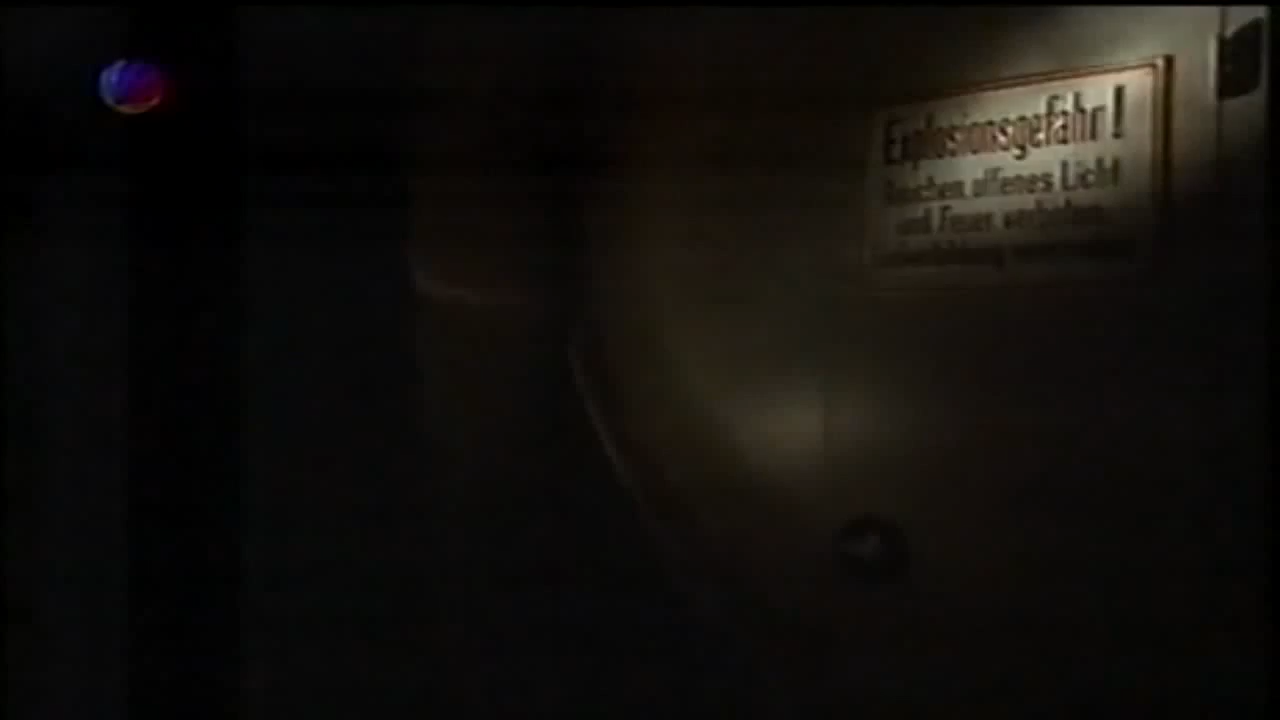 Explosionsgefahr!
Rauchen, offenes Licht
und Feuer verboten.